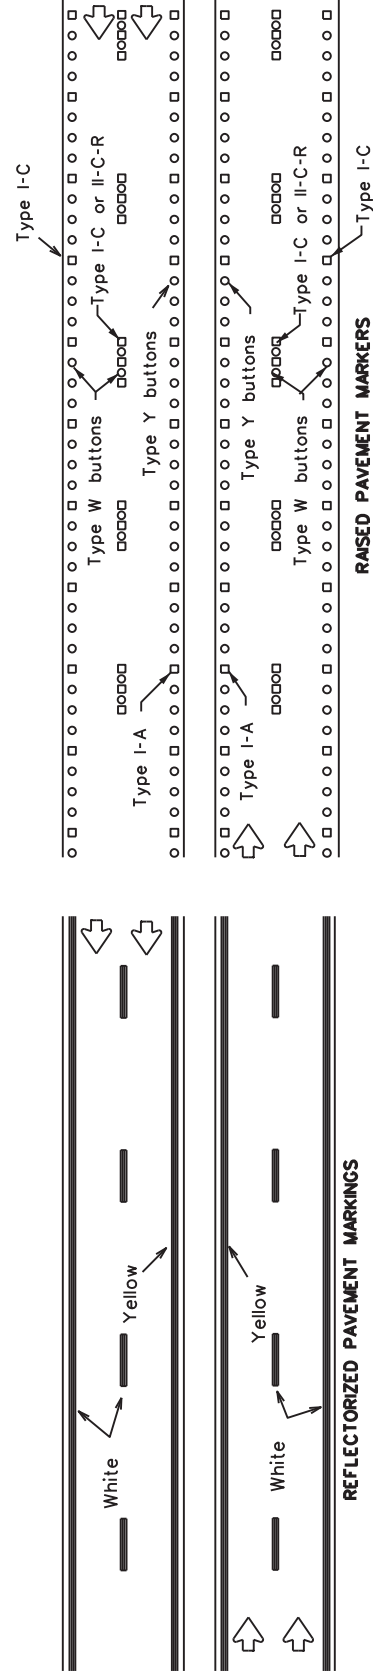 Type I-C
Type I-C or II-C-R
Type W buttons
Type Y buttons
Type I-A
Type Y buttons
Type I-C or II-C-R
Type W buttons
Type I-A
Type I-C
RAISED PAVEMENT MARKERS
White
Yellow
Yellow
White
REFLECTORIZED PAVEMENT MARKINGS